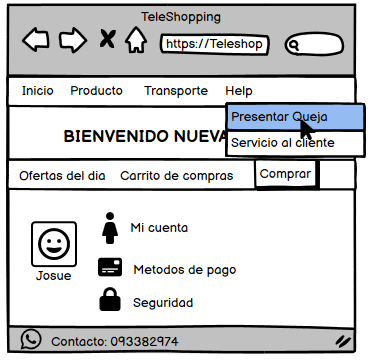 TeleShopping
https://Teleshop
Inicio Producto Transporte Help
Presentar Queja
BIENVENIDO NUEVA
Servicio al cliente
Ofertas del dia Carrito de compras Comprar
Mi cuenta
Josue
Metodos de pago
Seguridad
Contacto: 093382974